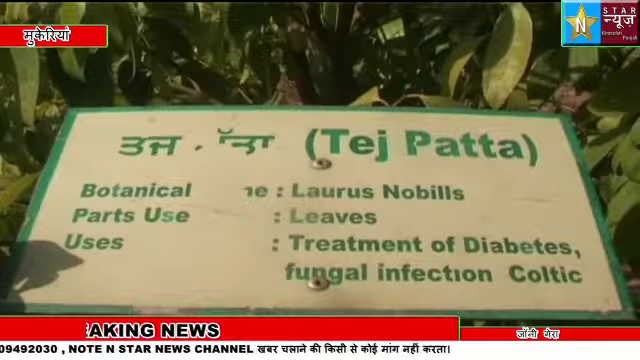 मुकेरियां
N
STAR
न्यूज़
ਤਜ (Tej Patta)
Botanical : Laurus Nobills
Parts Use : Leaves
Uses : Treatment of Diabetes,
fungal infection Coltic
AKING NEWS
जॉनी गेरा
09492030 , NOTE N STAR NEWS CHANNEL खबर चलाने की किसी से कोई मांग नहीं करता।